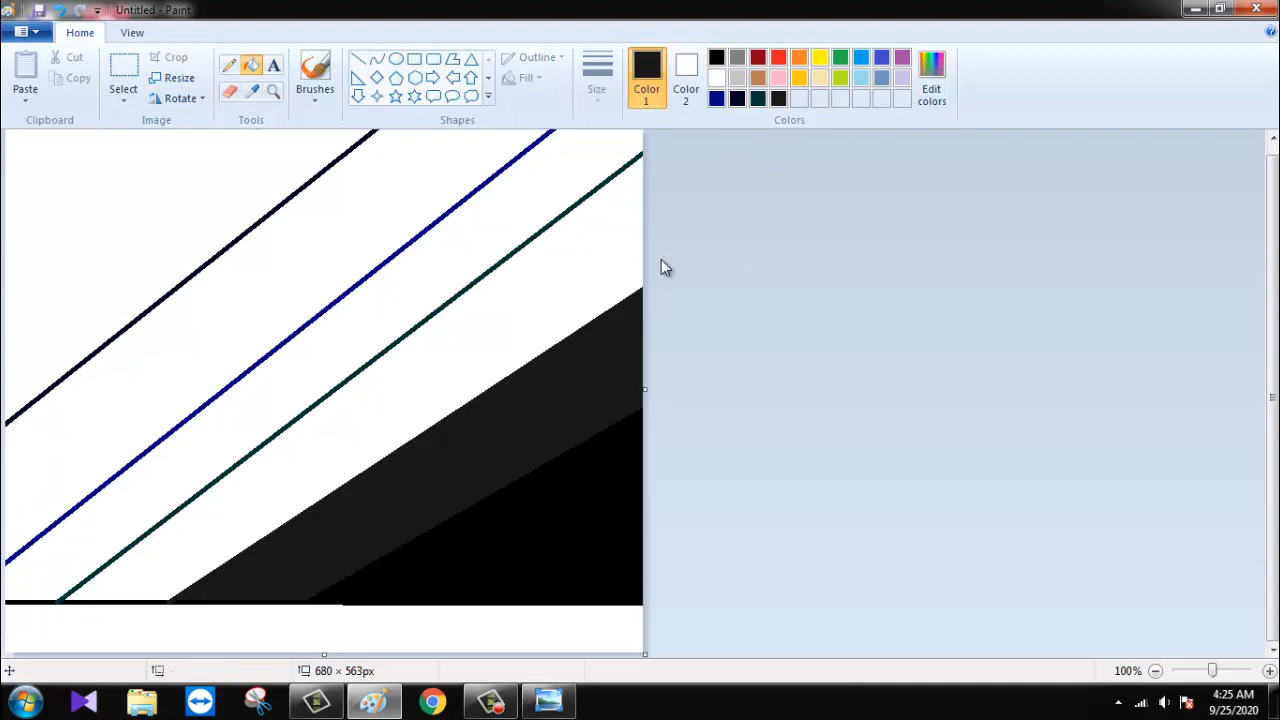 Untitled - Paint
Home
View
Paste
Cut
Copy
Clipboard
Select
Crop
Resize
Rotate
Image
A
Tools
Brushes
Outline
Fill
Shapes
Size
Color 1
Color 2
Edit colors
Colors
680 × 563px
100%
4:25 AM
9/25/2020